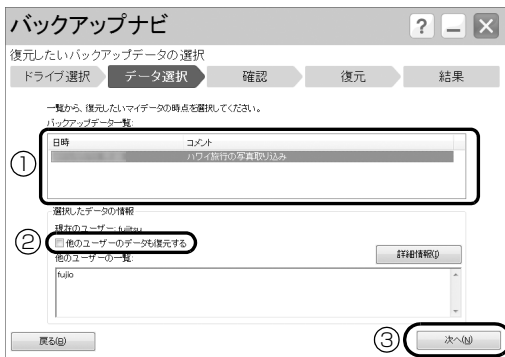 バックアップナビ
?
復元したいバックアップデータの選択
ドライブ選択 データ選択 確認 復元 結果
一覧から、復元したいマイデータの時点を選択してください。
バックアップデータ一覧:
日時 コメント
① ハワイ旅行の写真取り込み
選択したデータの情報
現在のユーザー: fujitsu
② 他のユーザーのデータも復元する
他のユーザーの一覧: 詳細情報(I)
fujio
戻る(B) ③ 次へ(N)